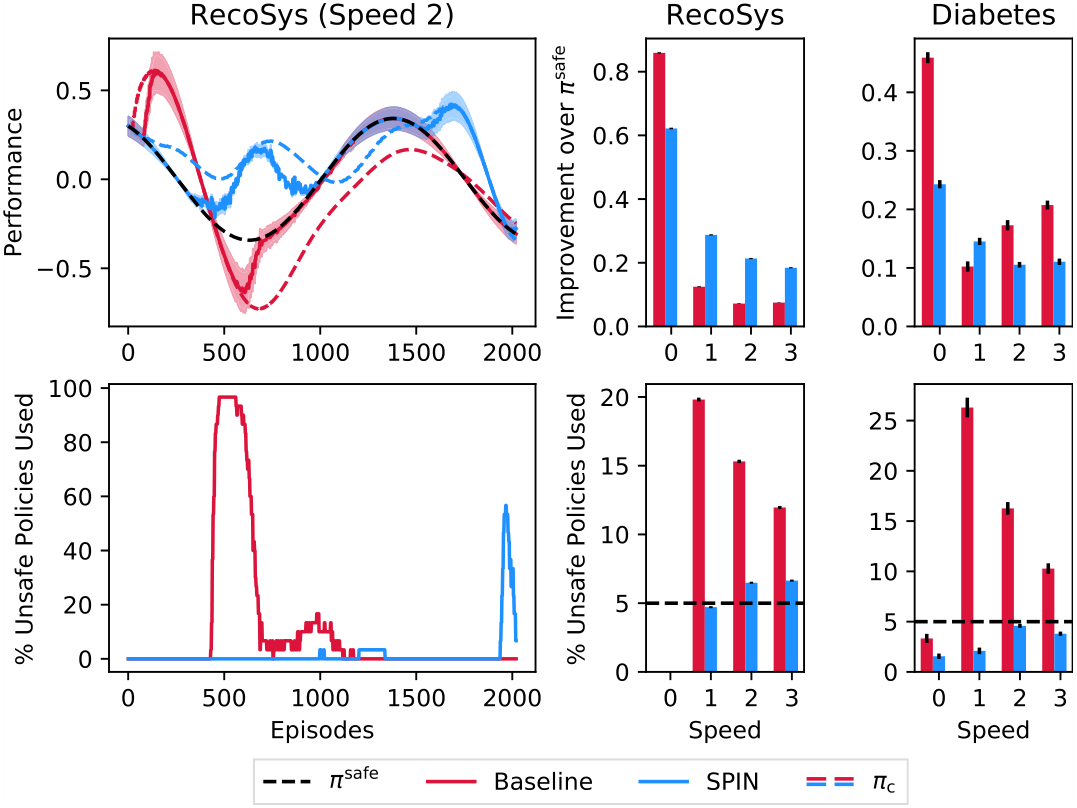 RecoSys (Speed 2)
RecoSys
Diabetes
Performance
0.5
0.0
−0.5
0
500
1000
1500
2000
Improvement over π^safe
0.8
0.6
0.4
0.2
0.0
0 1 2 3
0.4
0.3
0.2
0.1
0.0
0 1 2 3
% Unsafe Policies Used
100
80
60
40
20
0
0
500
1000
1500
2000
Episodes
% Unsafe Policies Used
20
15
10
5
0
0 1 2 3
Speed
25
20
15
10
5
0
0 1 2 3
Speed
π^safe Baseline SPIN π_c